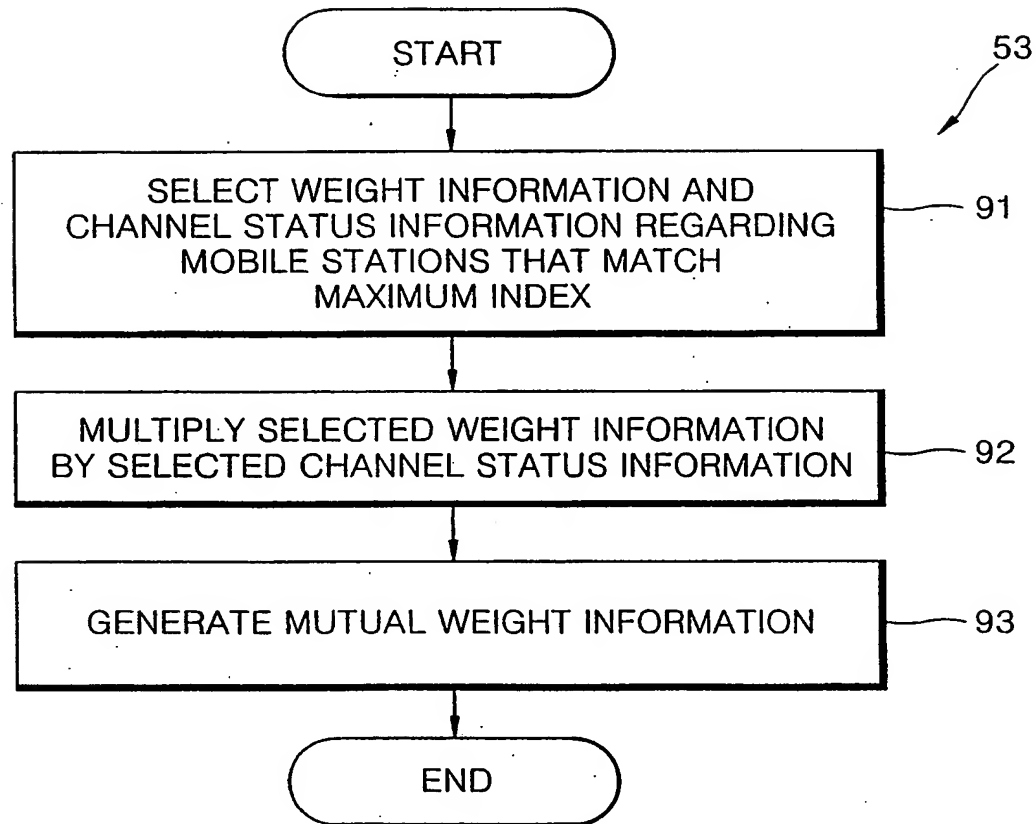 START
53
SELECT WEIGHT INFORMATION AND
CHANNEL STATUS INFORMATION REGARDING
MOBILE STATIONS THAT MATCH
MAXIMUM INDEX
91
MULTIPLY SELECTED WEIGHT INFORMATION
BY SELECTED CHANNEL STATUS INFORMATION
92
GENERATE MUTUAL WEIGHT INFORMATION
93
END